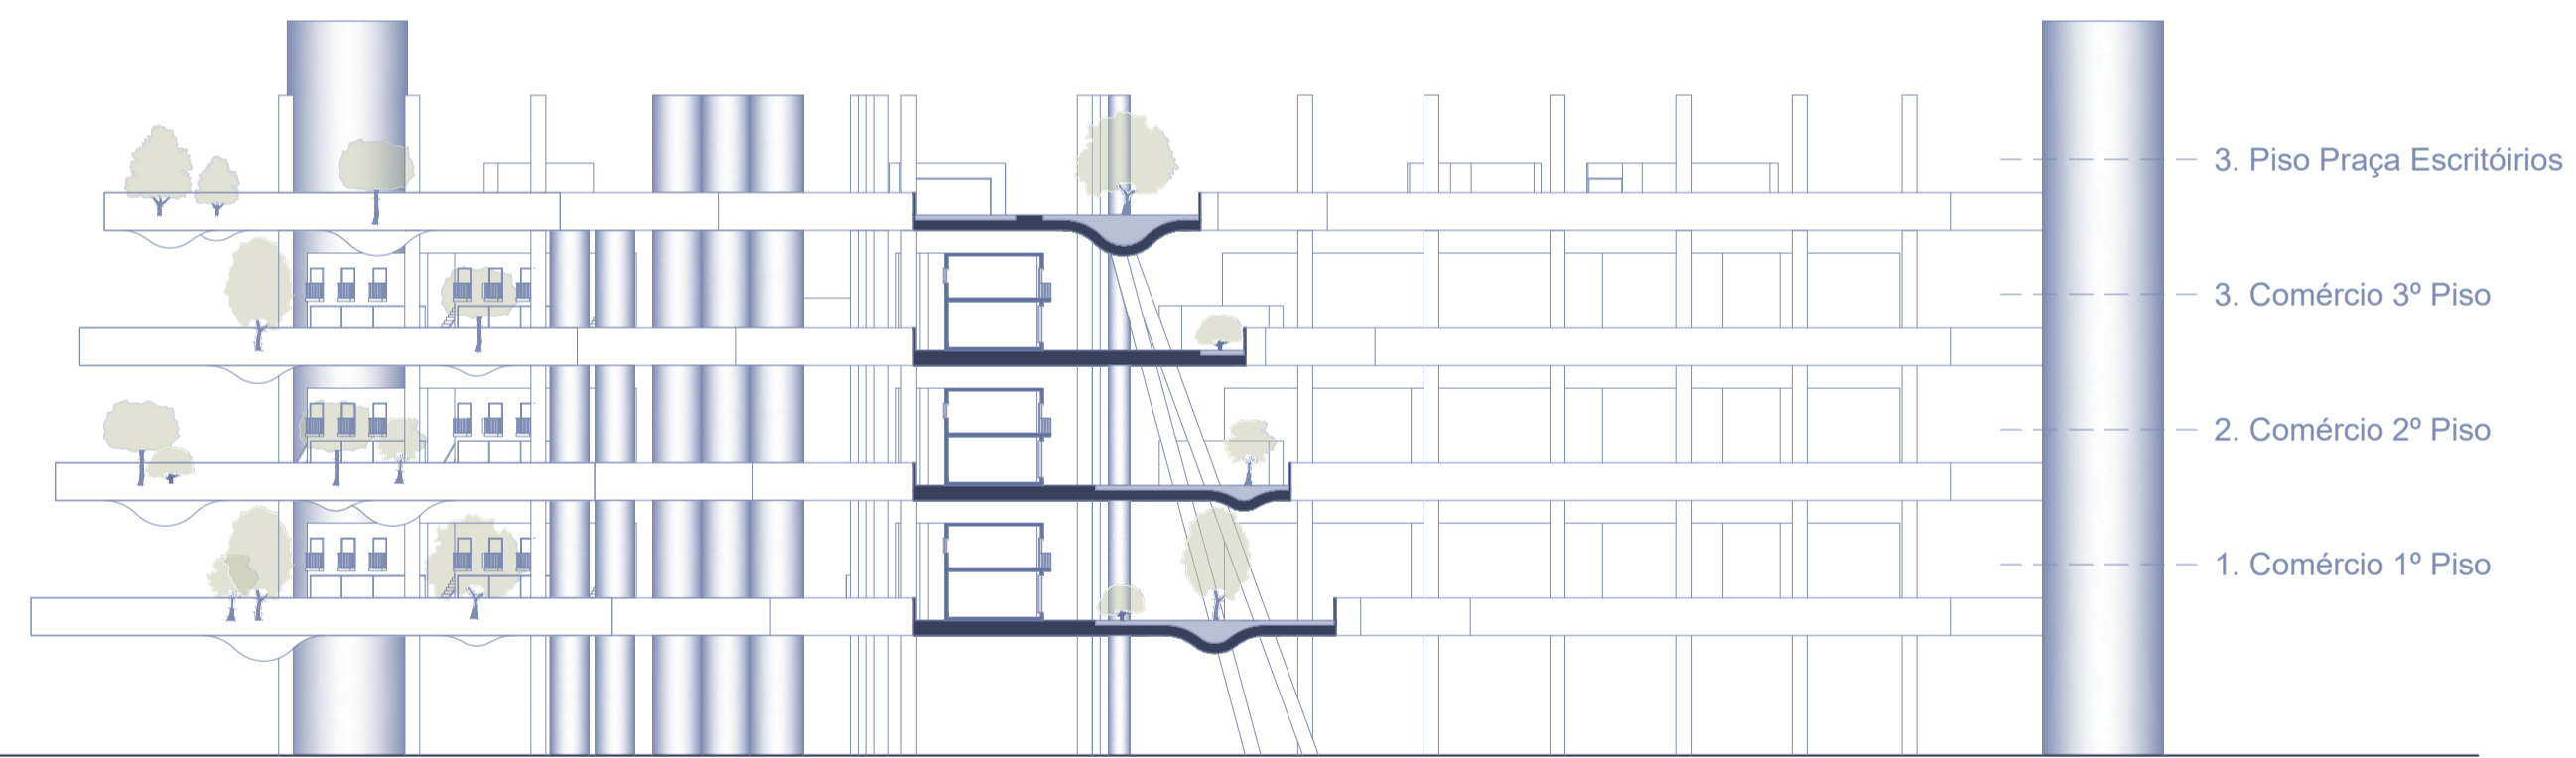 3. Piso Praça Escritóirios
3. Comércio 3º Piso
2. Comércio 2º Piso
1. Comércio 1º Piso